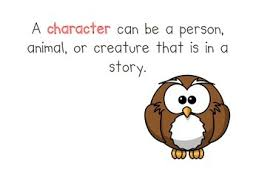 A character can be a person,
animal, or creature that is in a
story.